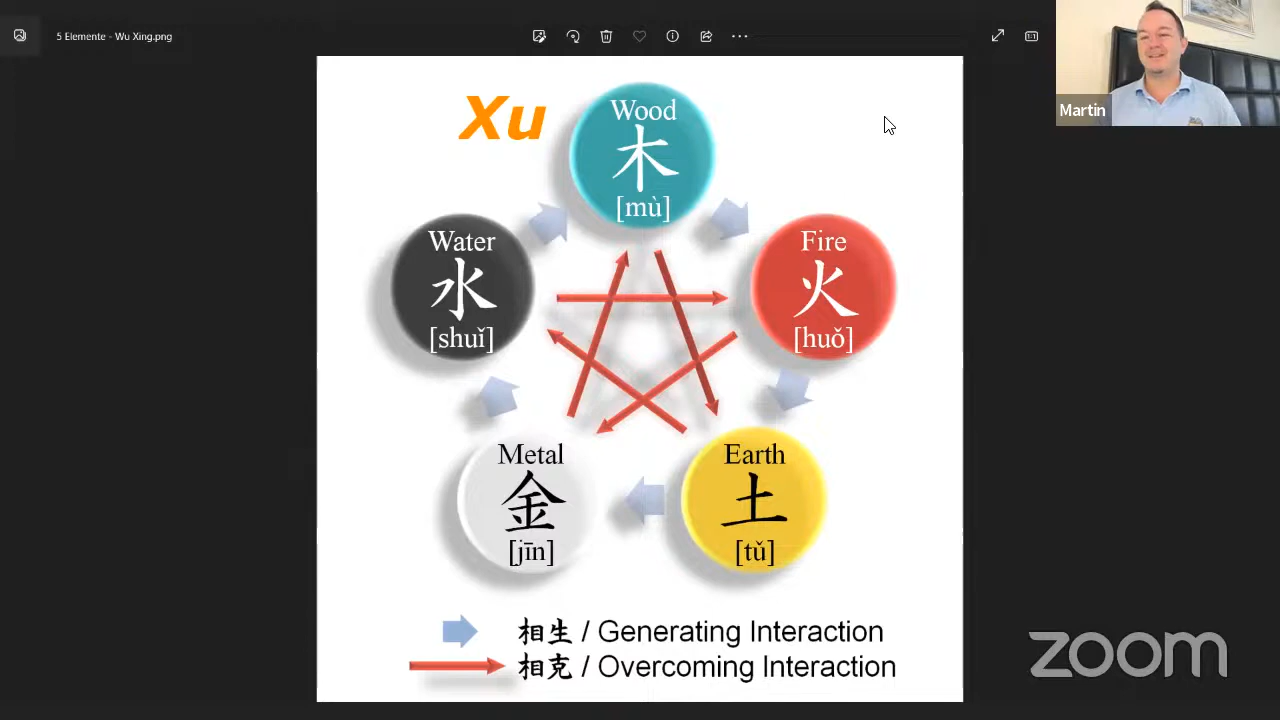 5 Elemente - Wu Xing.png
Martin
Xu
Wood
木
[mù]
Water
水
[shuǐ]
Fire
火
[huǒ]
Metal
金
[jīn]
Earth
土
[tǔ]
相生 / Generating Interaction
相克 / Overcoming Interaction
zoom